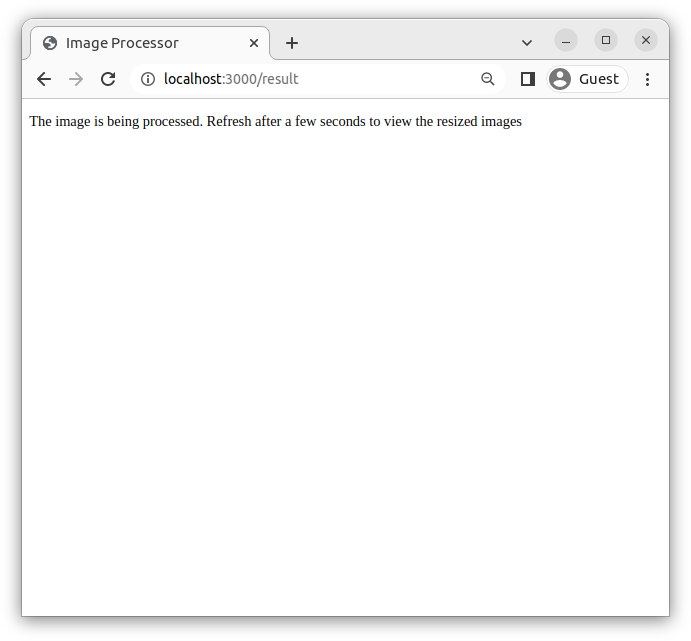 Image Processor
localhost:3000/result
Guest
The image is being processed. Refresh after a few seconds to view the resized images